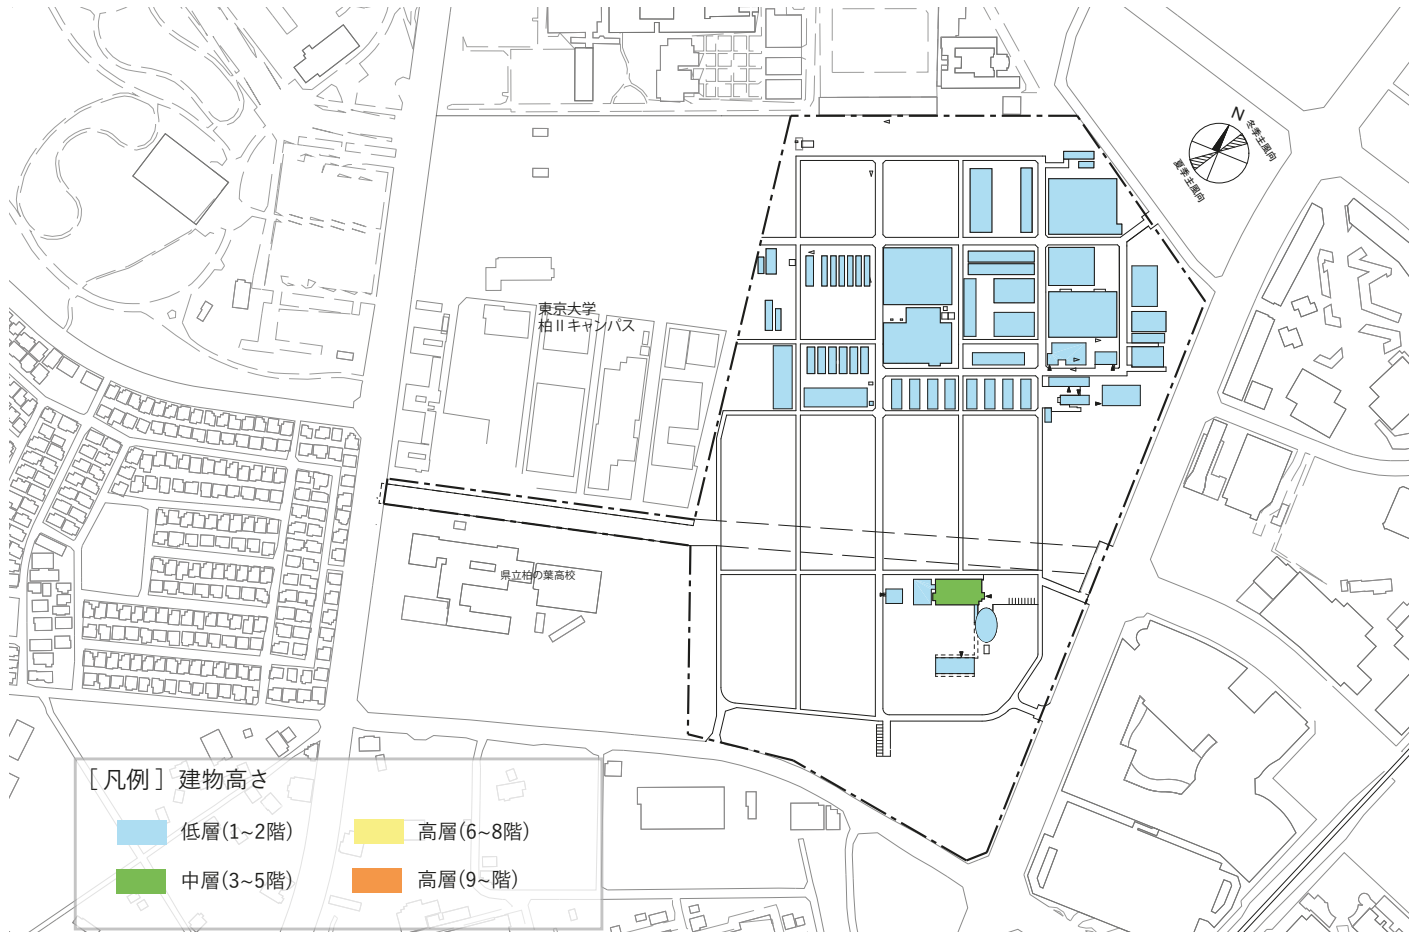 N
冬季主風向
夏季主風向
東京大学
柏Ⅱキャンパス
県立柏の葉高校
［凡例］建物高さ
低層(1~2階)
高層(6~8階)
中層(3~5階)
高層(9~階)